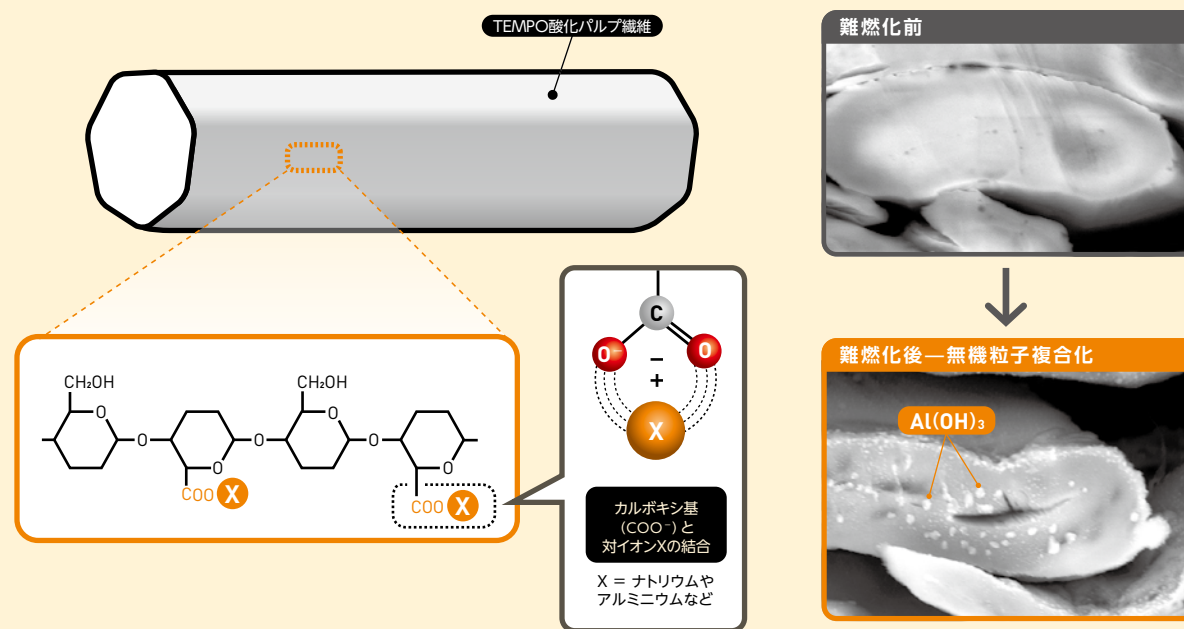 TEMPO酸化パルプ繊維
CH₂OH
O
O
O
COO X
O
CH₂OH
O
O
O
COO X
C
O⁻
O
−
+
X
カルボキシ基
(COO⁻)と
対イオンXの結合
X = ナトリウムや
アルミニウムなど
難燃化前
難燃化後―無機粒子複合化
Al(OH)₃